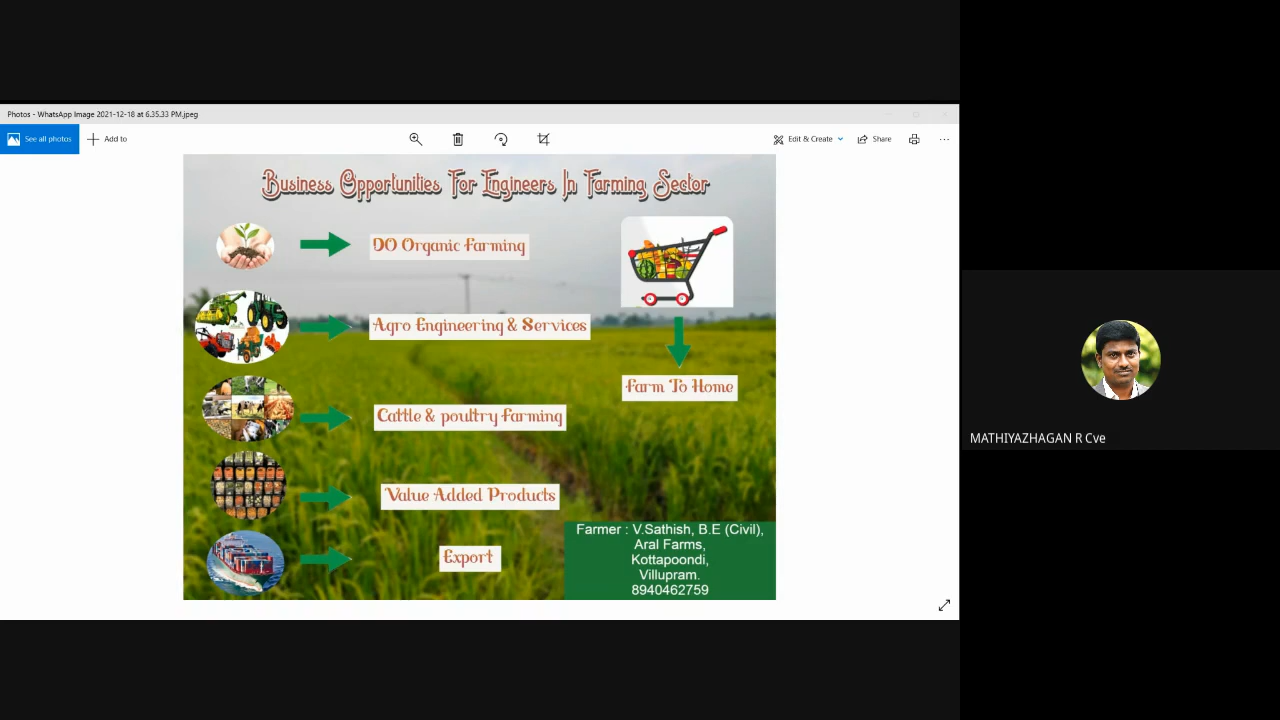 Photos - WhatsApp Image 2021-12-18 at 6.35.33 PM.jpeg
See all photos
Add to
Edit & Create
Share
Business Opportunities For Engineers In Farming Sector
DO Organic Farming
Agro Engineering & Services
Farm To Home
Cattle & poultry Farming
Value Added Products
Export
Farmer : V.Sathish, B.E (Civil),
Aral Farms,
Kottapoondi,
Villupram.
8940462759
MATHIYAZHAGAN R Cve